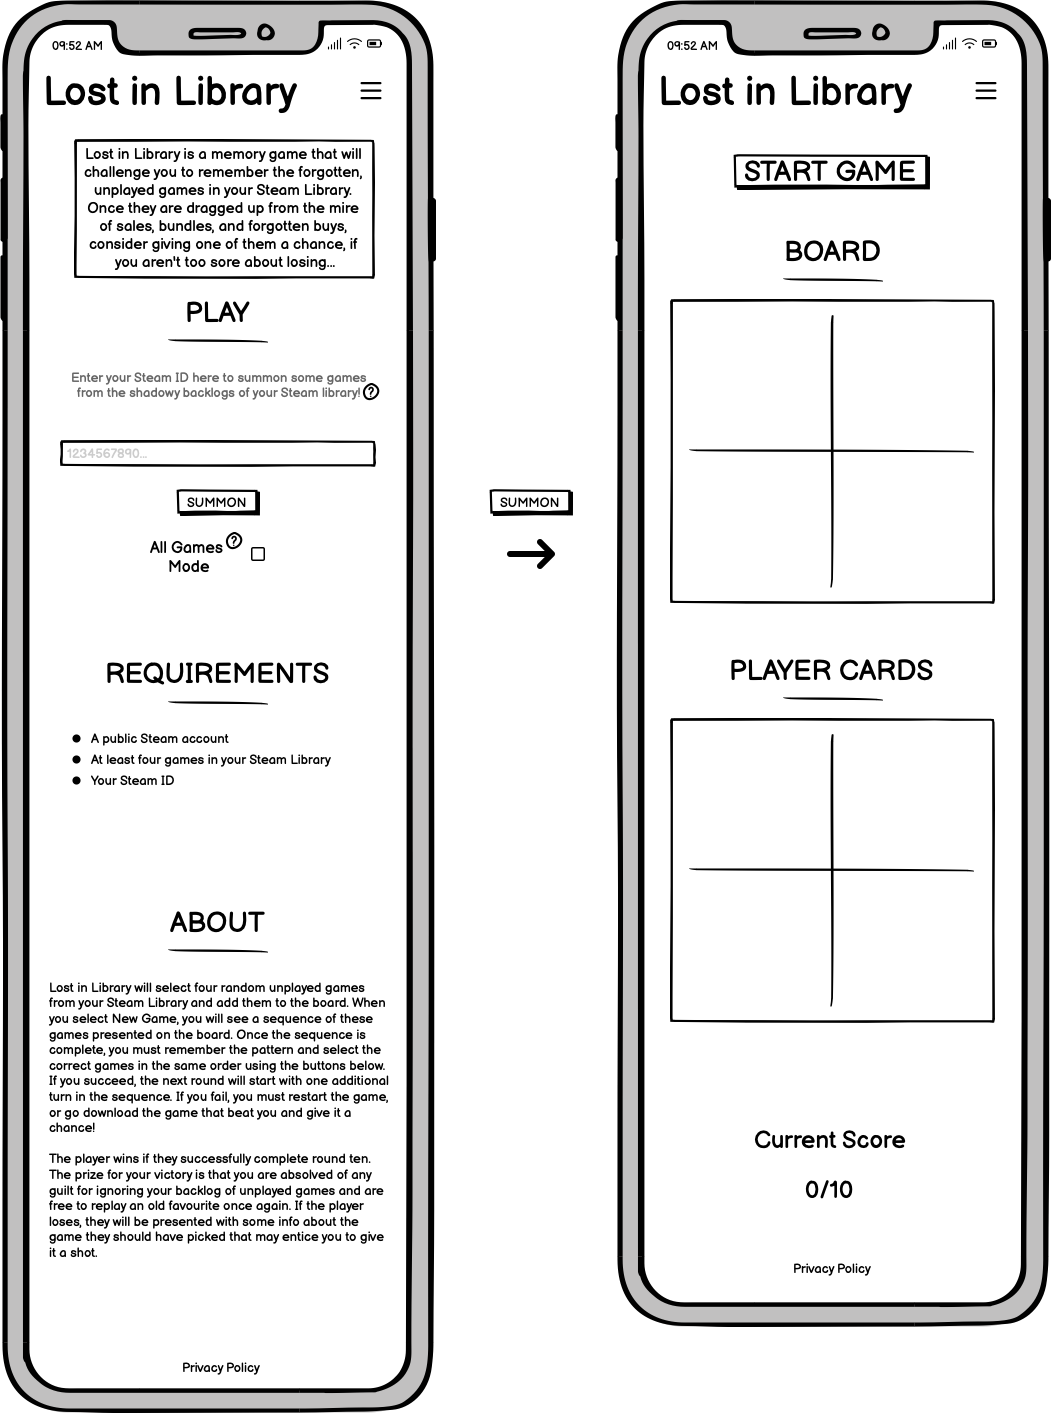 09:52 AM
Lost in Library
Lost in Library is a memory game that will
challenge you to remember the forgotten,
unplayed games in your Steam Library.
Once they are dragged up from the mire
of sales, bundles, and forgotten buys,
consider giving one of them a chance, if
you aren't too sore about losing...
PLAY
Enter your Steam ID here to summon some games
from the shadowy backlogs of your Steam library! ?
1234567890...
SUMMON
All Games ?
Mode
REQUIREMENTS
● A public Steam account
● At least four games in your Steam Library
● Your Steam ID
ABOUT
Lost in Library will select four random unplayed games
from your Steam Library and add them to the board. When
you select New Game, you will see a sequence of these
games presented on the board. Once the sequence is
complete, you must remember the pattern and select the
correct games in the same order using the buttons below.
If you succeed, the next round will start with one additional
turn in the sequence. If you fail, you must restart the game,
or go download the game that beat you and give it a
chance!
The player wins if they successfully complete round ten.
The prize for your victory is that you are absolved of any
guilt for ignoring your backlog of unplayed games and are
free to replay an old favourite once again. If the player
loses, they will be presented with some info about the
game they should have picked that may entice you to give
it a shot.
Privacy Policy
SUMMON
09:52 AM
Lost in Library
START GAME
BOARD
PLAYER CARDS
Current Score
0/10
Privacy Policy